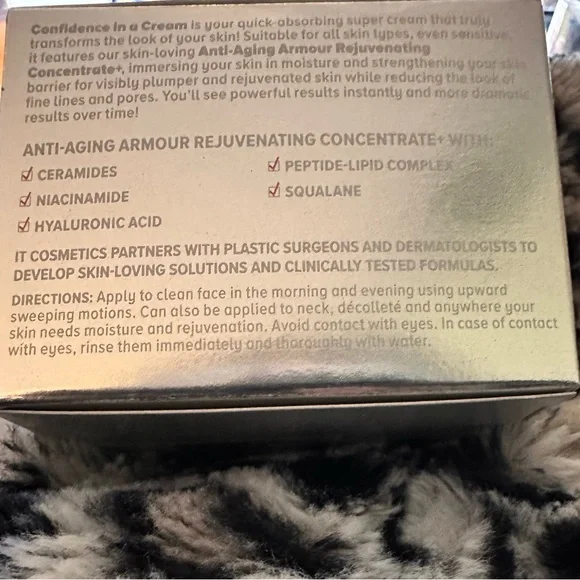 Confidence in a Cream is your quick-absorbing super cream that truly
transforms the look of your skin! Suitable for all skin types, even sensitive,
it features our skin-loving Anti-Aging Armour Rejuvenating
Concentrate+, immersing your skin in moisture and strengthening your skin
barrier for visibly plumper and rejuvenated skin while reducing the look of
fine lines and pores. You'll see powerful results instantly and more dramatic
results over time!
ANTI-AGING ARMOUR REJUVENATING CONCENTRATE+ WITH:
☑ CERAMIDES ☑ PEPTIDE-LIPID COMPLEX
☑ NIACINAMIDE ☑ SQUALANE
☑ HYALURONIC ACID
IT COSMETICS PARTNERS WITH PLASTIC SURGEONS AND DERMATOLOGISTS TO
DEVELOP SKIN-LOVING SOLUTIONS AND CLINICALLY TESTED FORMULAS.
DIRECTIONS: Apply to clean face in the morning and evening using upward
sweeping motions. Can also be applied to neck, décolleté and anywhere your
skin needs moisture and rejuvenation. Avoid contact with eyes. In case of contact
with eyes, rinse them immediately and thoroughly with water.